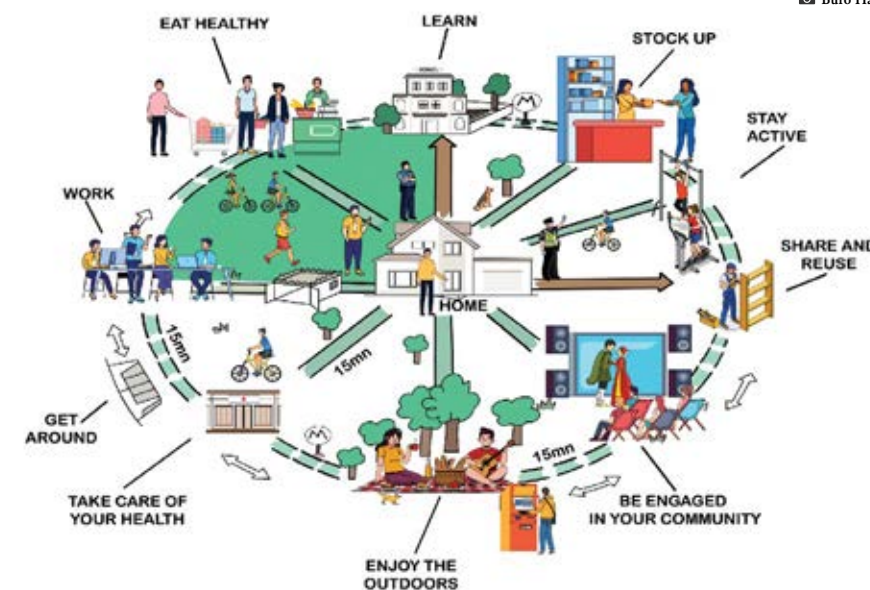 EAT HEALTHY
LEARN
STOCK UP
STAY
ACTIVE
WORK
SHARE AND
REUSE
HOME
15mn
15mn
GET
AROUND
15mn
TAKE CARE OF
YOUR HEALTH
BE ENGAGED
IN YOUR COMMUNITY
ENJOY THE
OUTDOORS
M
M